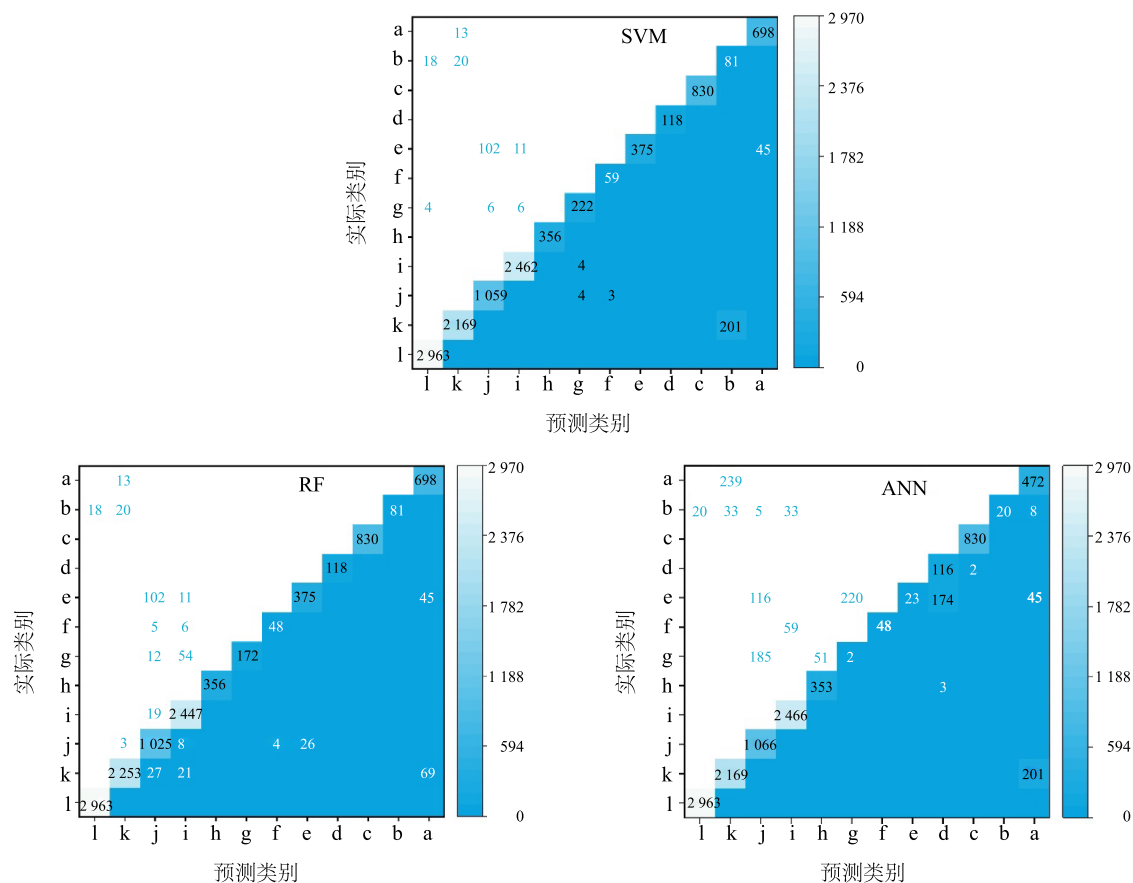 SVM
实际类别
a 13 698
b 18 20 81
c 830
d 118
e 102 11 375 45
f 59
g 4 6 6 222
h 356
i 2 462 4
j 1 059 4 3
k 2 169 201
l 2 963
l k j i h g f e d c b a
预测类别
2 970
2 376
1 782
1 188
594
0
RF
实际类别
a 13 698
b 18 20 81
c 830
d 118
e 102 11 375 45
f 5 6 48
g 12 54 172
h 356
i 19 2 447
j 3 1 025 8 4 26
k 2 253 27 21 69
l 2 963
l k j i h g f e d c b a
预测类别
2 970
2 376
1 782
1 188
594
0
ANN
实际类别
a 239 472
b 20 33 5 33 20 8
c 830
d 116 2
e 116 220 23 174 45
f 59 48
g 185 51 2
h 353 3
i 2 466
j 1 066
k 2 169 201
l 2 963
l k j i h g f e d c b a
预测类别
2 970
2 376
1 782
1 188
594
0